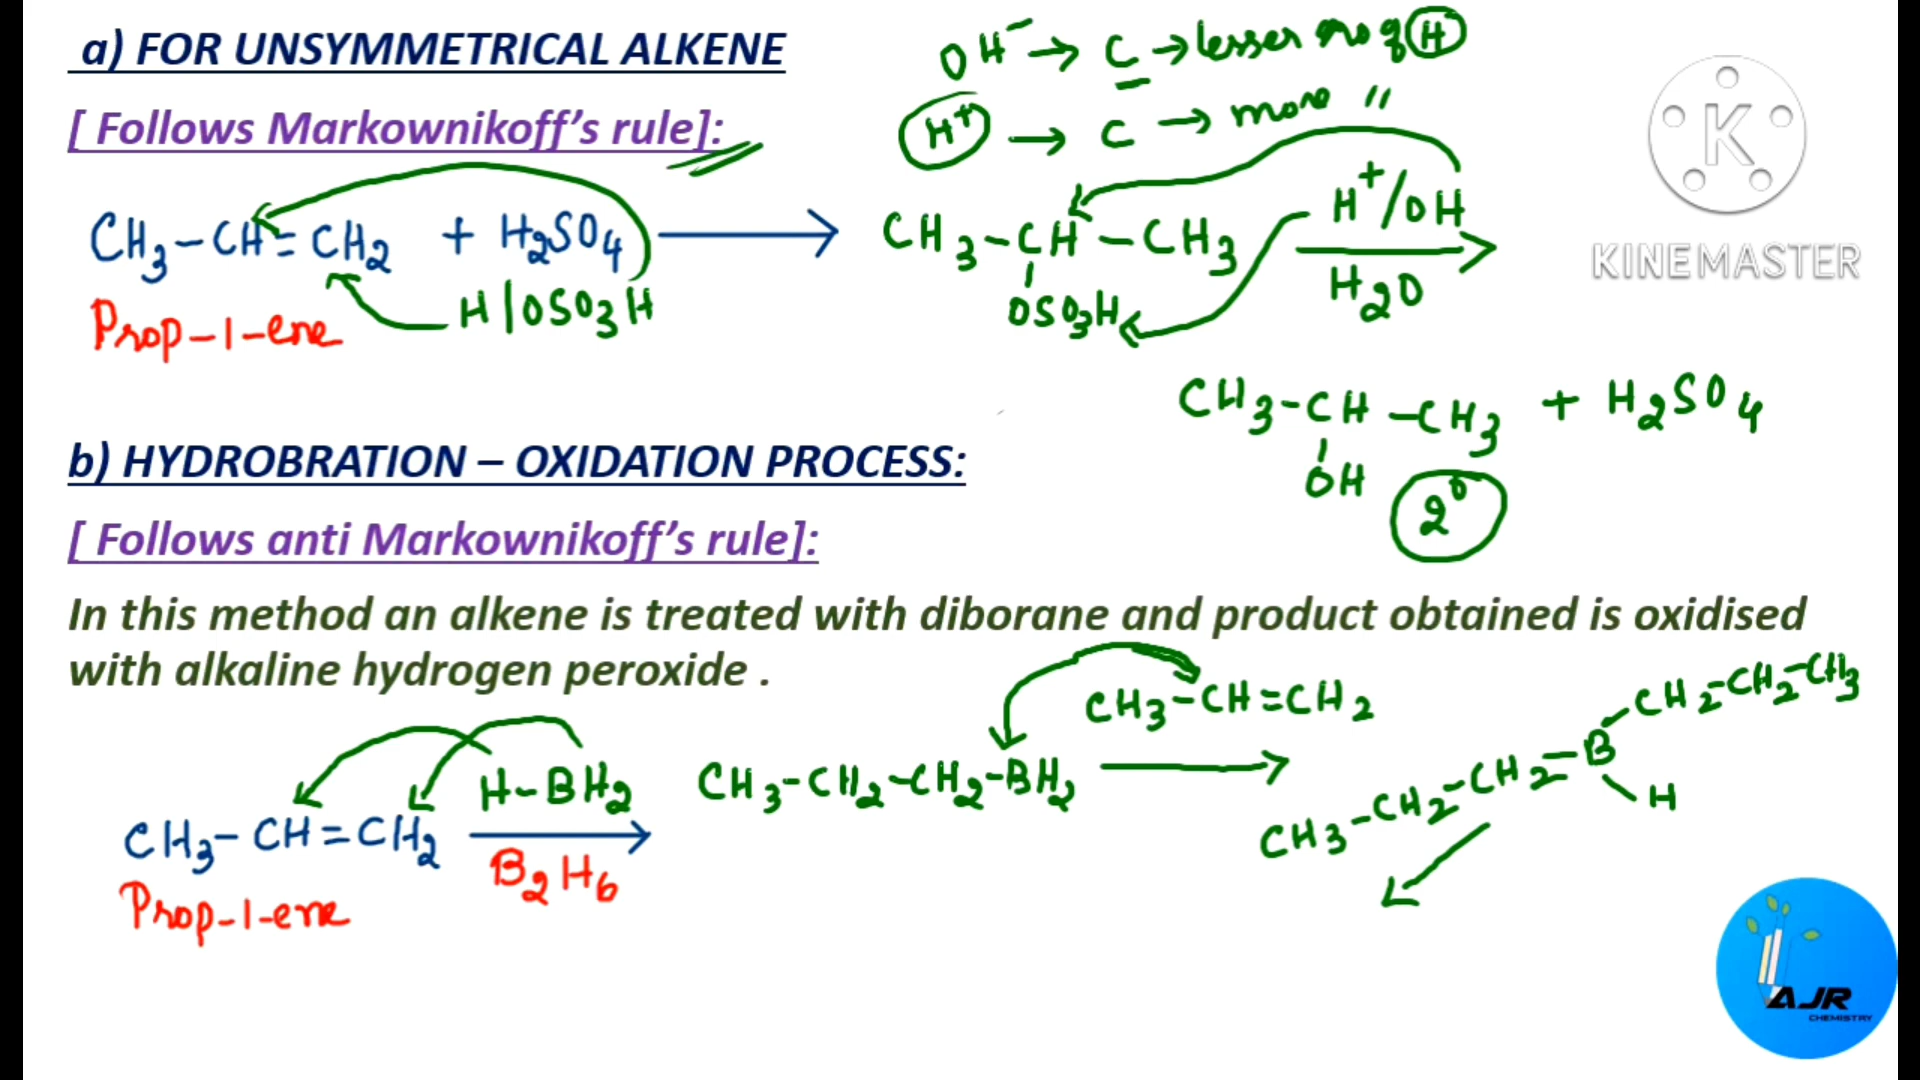 a) FOR UNSYMMETRICAL ALKENE
OH⁻ → C → lesser no of H
[ Follows Markownikoff's rule]:
H⁺ → C → more "
CH₃–CH=CH₂ + H₂SO₄ →
Prop-1-ene
H/OSO₃H
CH₃–CH–CH₃
OSO₃H
H⁺/OH
H₂O
KINEMASTER
CH₃–CH–CH₃ + H₂SO₄
OH
2⁰
b) HYDROBRATION – OXIDATION PROCESS:
[ Follows anti Markownikoff's rule]:
In this method an alkene is treated with diborane and product obtained is oxidised
with alkaline hydrogen peroxide .
CH₃–CH=CH₂
H–BH₂
B₂H₆
Prop-1-ene
CH₃–CH₂–CH₂–BH₂
CH₃–CH=CH₂
CH₂–CH₂–CH₃
CH₃–CH₂–CH₂–B
H
AJR
CHEMISTRY